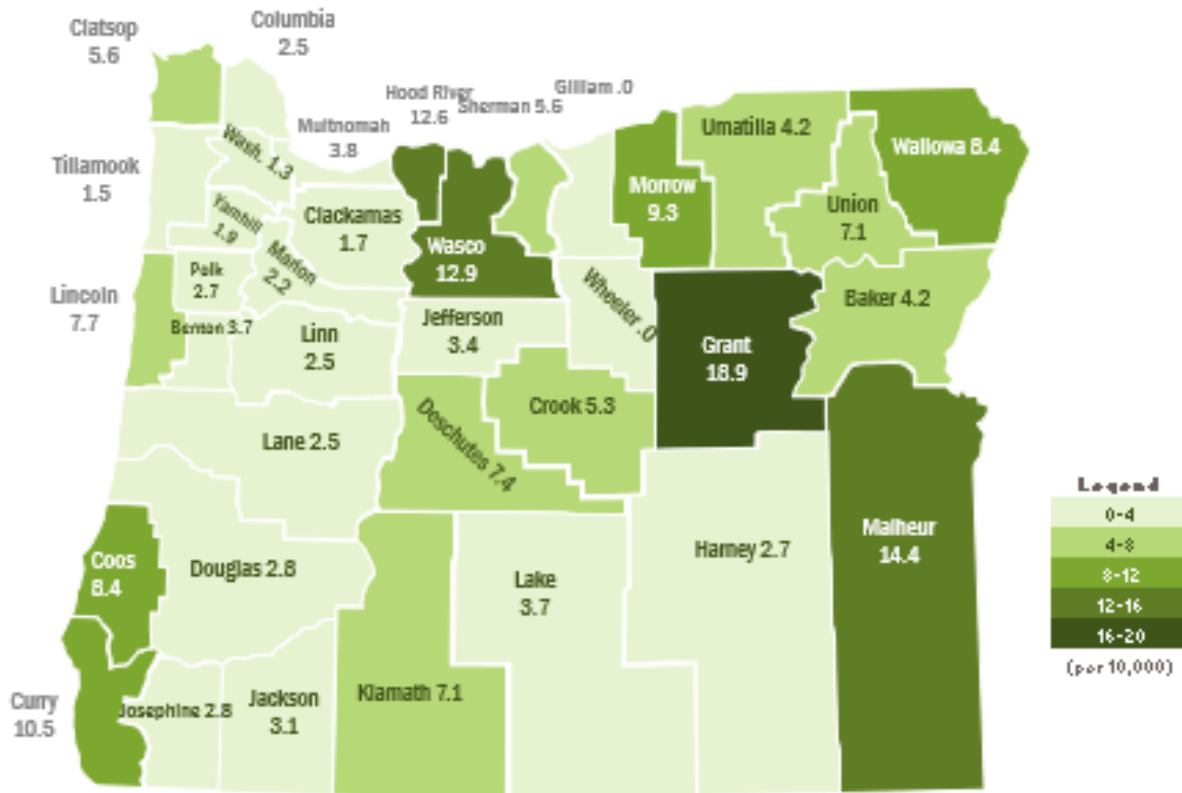 Clatsop
5.6
Columbia
2.5
Hood River
12.6
Sherman 5.6
Gilliam .0
Multnomah
3.8
Umatilla 4.2
Wallowa 8.4
Tillamook
1.5
Wash. 1.3
Morrow
9.3
Union
7.1
Yamhill
1.9
Clackamas
1.7
Wasco
12.9
Marion
2.2
Polk
2.7
Lincoln
7.7
Wheeler .0
Baker 4.2
Benton 3.7
Linn
2.5
Jefferson
3.4
Grant
18.9
Crook 5.3
Deschutes 7.4
Lane 2.5
Legend
0-4
4-8
8-12
12-16
16-20
(per 10,000)
Malheur
14.4
Harney 2.7
Coos
8.4
Douglas 2.8
Lake
3.7
Curry
10.5
Josephine 2.8
Jackson
3.1
Klamath 7.1